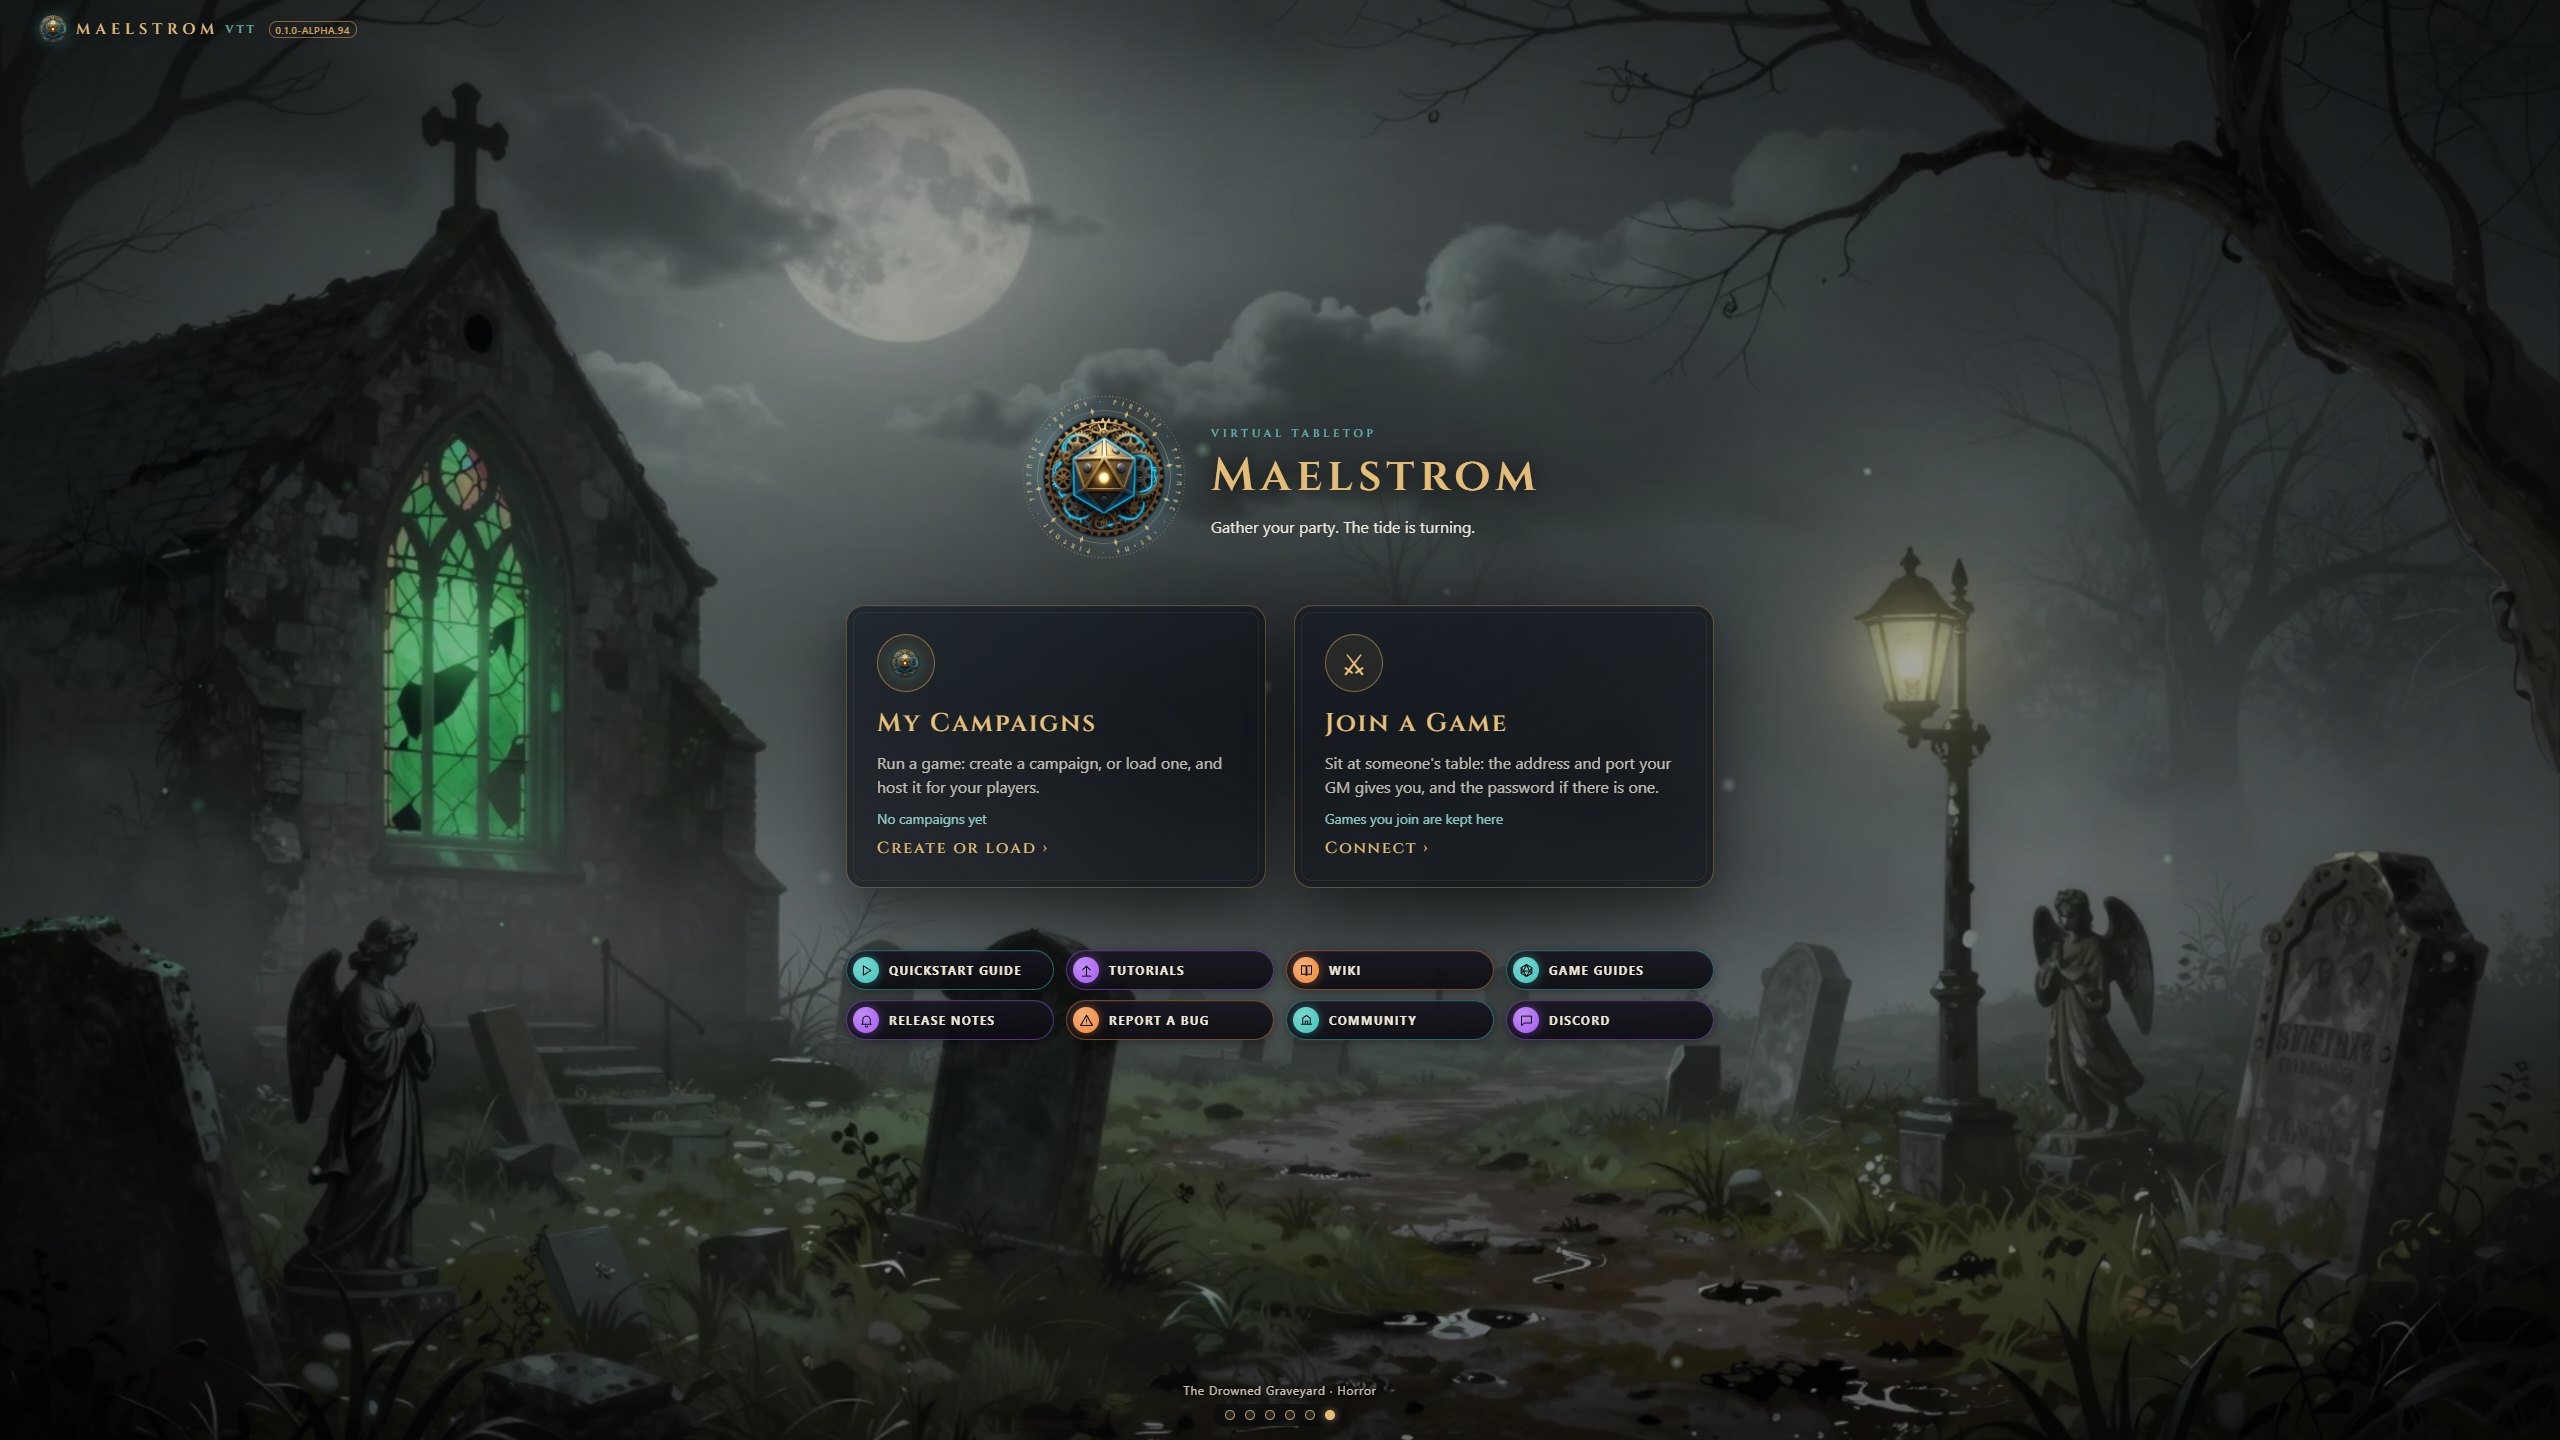 MAELSTROM VTT 0.1.0-ALPHA.94
VIRTUAL TABLETOP
MAELSTROM
Gather your party. The tide is turning.
MY CAMPAIGNS
Run a game: create a campaign, or load one, and
host it for your players.
No campaigns yet
CREATE OR LOAD ›
JOIN A GAME
Sit at someone's table: the address and port your
GM gives you, and the password if there is one.
Games you join are kept here
CONNECT ›
QUICKSTART GUIDE
TUTORIALS
WIKI
GAME GUIDES
RELEASE NOTES
REPORT A BUG
COMMUNITY
DISCORD
The Drowned Graveyard · Horror